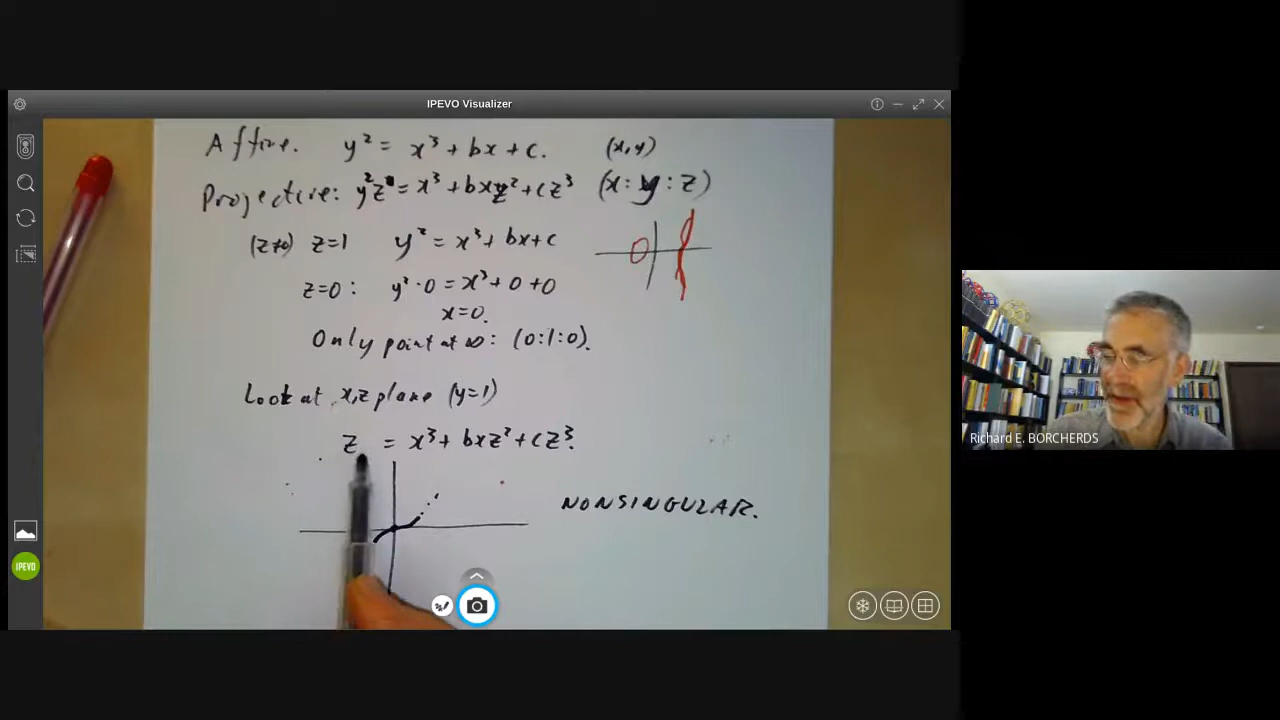 IPEVO Visualizer
Affine. y² = x³ + bx + c. (x,y)
Projective: y²z = x³ + bxz² + cz³ (x : y : z)
(z≠0) z=1 y² = x³ + bx + c
z=0: y²·0 = x³ + 0 + 0
x=0.
Only point at ∞: (0:1:0).
Look at x,z plane (y=1)
z = x³ + bxz² + cz³.
NONSINGULAR.
Richard E. BORCHERDS
IPEVO